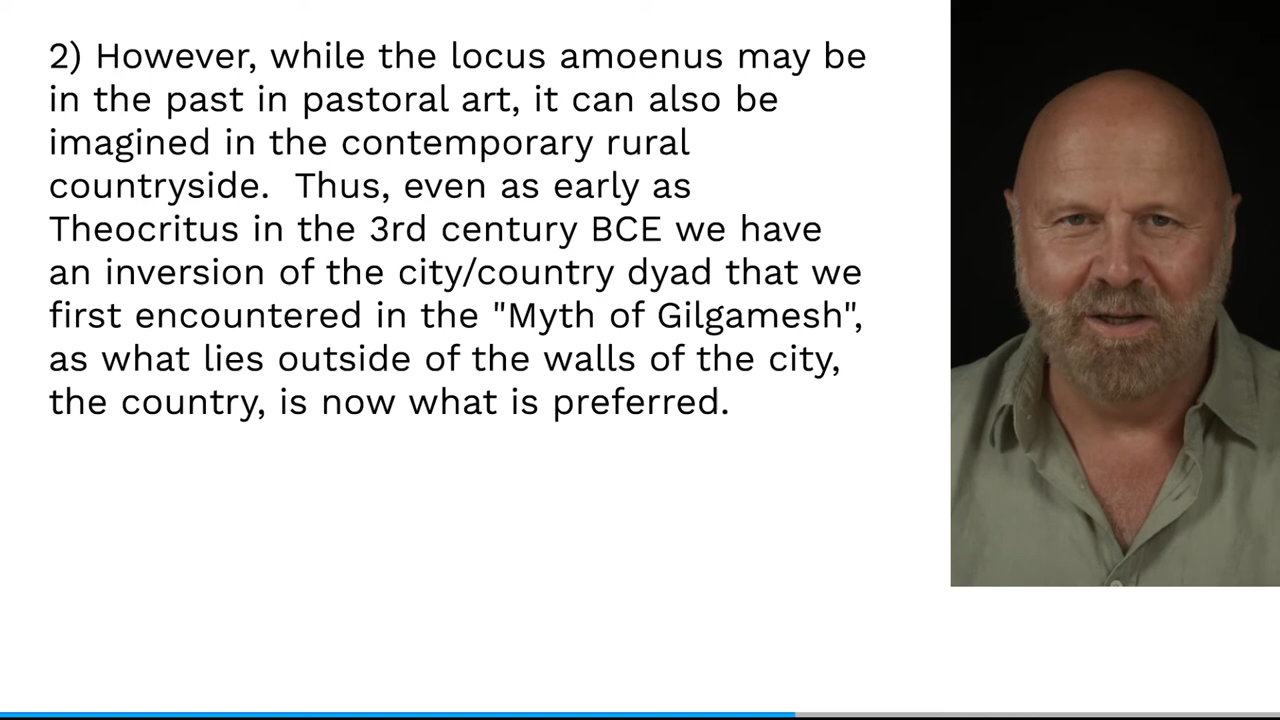 2) However, while the locus amoenus may be
in the past in pastoral art, it can also be
imagined in the contemporary rural
countryside.  Thus, even as early as
Theocritus in the 3rd century BCE we have
an inversion of the city/country dyad that we
first encountered in the "Myth of Gilgamesh",
as what lies outside of the walls of the city,
the country, is now what is preferred.